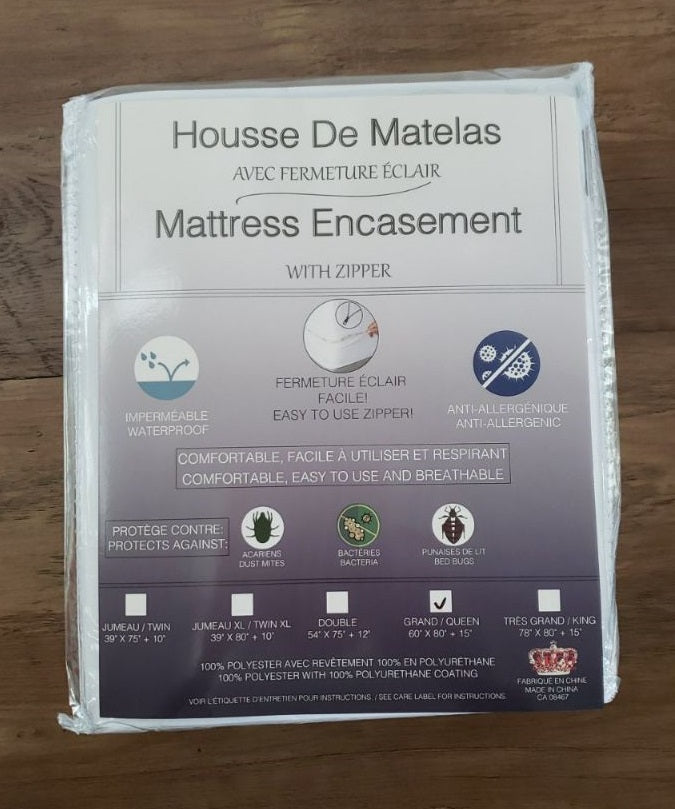 Housse De Matelas
AVEC FERMETURE ÉCLAIR
Mattress Encasement
WITH ZIPPER
IMPERMÉABLE
WATERPROOF
FERMETURE ÉCLAIR
FACILE!
EASY TO USE ZIPPER!
ANTI-ALLERGÉNIQUE
ANTI-ALLERGENIC
COMFORTABLE, FACILE À UTILISER ET RESPIRANT
COMFORTABLE, EASY TO USE AND BREATHABLE
PROTÈGE CONTRE:
PROTECTS AGAINST:
ACARIENS
DUST MITES
BACTÉRIES
BACTERIA
PUNAISES DE LIT
BED BUGS
JUMEAU / TWIN
39" X 75" + 10"
JUMEAU XL / TWIN XL
39" X 80" + 10"
DOUBLE
54" X 75" + 12"
GRAND / QUEEN
60" X 80" + 15"
TRÈS GRAND / KING
78" X 80" + 15"
100% POLYESTER AVEC REVÊTEMENT 100% EN POLYURÉTHANE
100% POLYESTER WITH 100% POLYURETHANE COATING
VOIR L'ÉTIQUETTE D'ENTRETIEN POUR INSTRUCTIONS. / SEE CARE LABEL FOR INSTRUCTIONS.
FABRIQUÉ EN CHINE
MADE IN CHINA
CA 08467